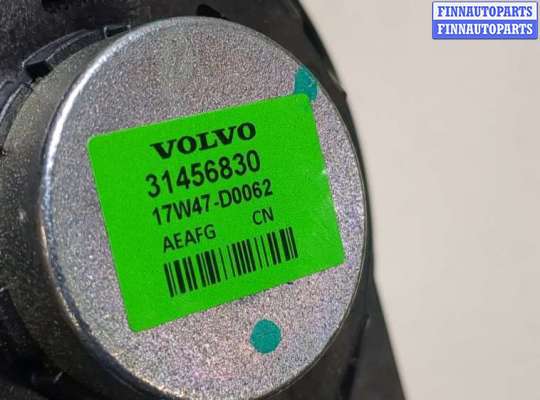 FINNAUTOPARTS
FINNAUTOPARTS
VOLVO
31456830
17W47-D0062
AEAFG CN